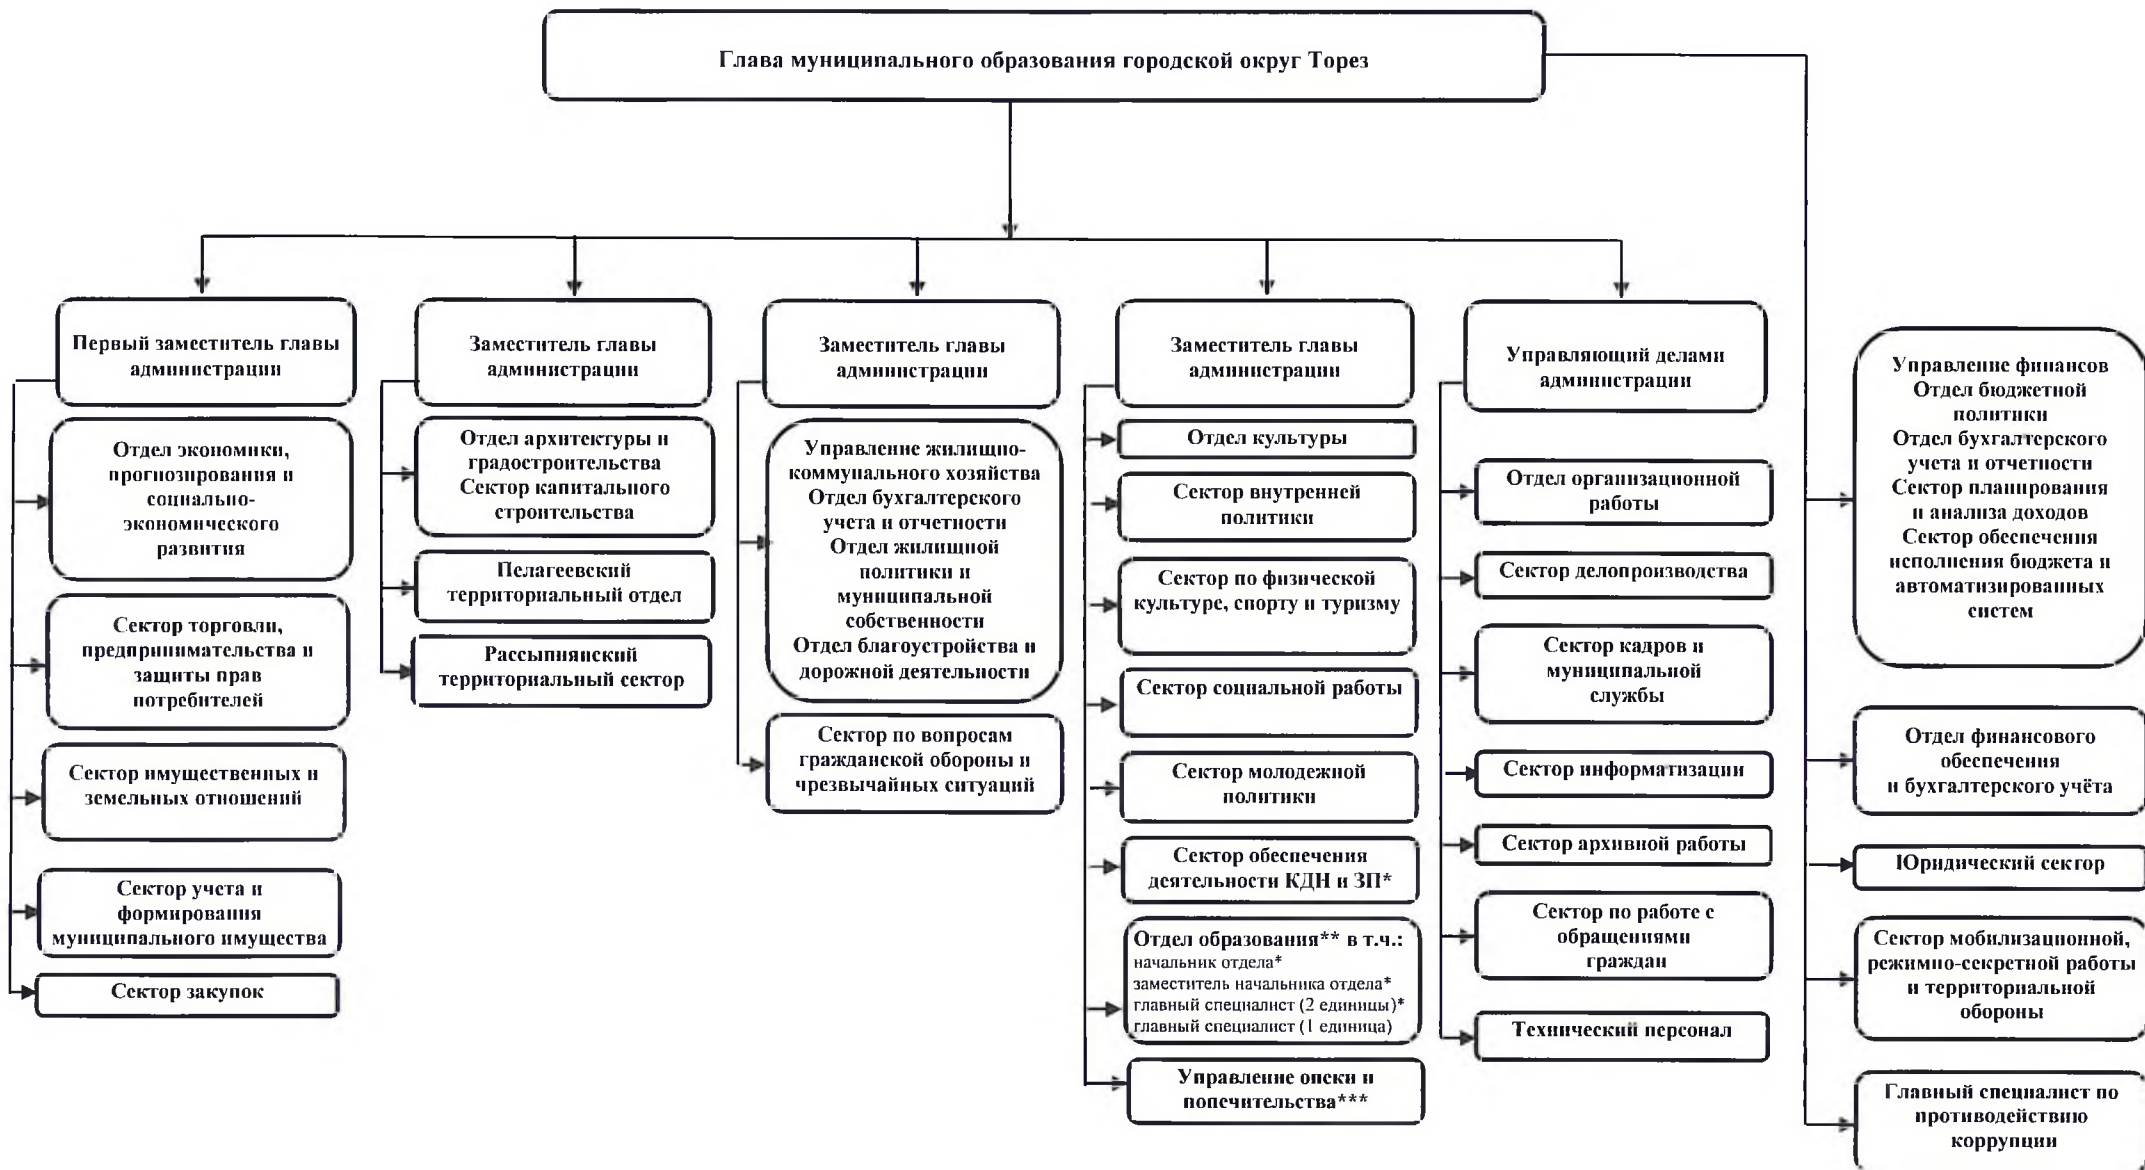 Глава муниципального образования городской округ Торез
Первый заместитель главы
администрации
Отдел экономики,
прогнозирования и
социально-
экономического
развития
Сектор торговли,
предпринимательства и
защиты прав
потребителей
Сектор имущественных и
земельных отношений
Сектор учета и
формирования
муниципального имущества
Сектор закупок
Заместитель главы
администрации
Отдел архитектуры и
градостроительства
Сектор капитального
строительства
Пелагеевский
территориальный отдел
Рассыпнянский
территориальный сектор
Заместитель главы
администрации
Управление жилищно-
коммунального хозяйства
Отдел бухгалтерского
учета и отчетности
Отдел жилищной
политики и
муниципальной
собственности
Отдел благоустройства и
дорожной деятельности
Сектор по вопросам
гражданской обороны и
чрезвычайных ситуаций
Заместитель главы
администрации
Отдел культуры
Сектор внутренней
политики
Сектор по физической
культуре, спорту и туризму
Сектор социальной работы
Сектор молодежной
политики
Сектор обеспечения
деятельности КДН и ЗП*
Отдел образования** в т.ч.:
начальник отдела*
заместитель начальника отдела*
главный специалист (2 единицы)*
главный специалист (1 единица)
Управление опеки и
попечительства***
Управляющий делами
администрации
Отдел организационной
работы
Сектор делопроизводства
Сектор кадров и
муниципальной
службы
Сектор информатизации
Сектор архивной работы
Сектор по работе с
обращениями
граждан
Технический персонал
Управление финансов
Отдел бюджетной
политики
Отдел бухгалтерского
учета и отчетности
Сектор планирования
и анализа доходов
Сектор обеспечения
исполнения бюджета и
автоматизированных
систем
Отдел финансового
обеспечения
и бухгалтерского учёта
Юридический сектор
Сектор мобилизационной,
режимно-секретной работы
и территориальной
обороны
Главный специалист по
противодействию
коррупции